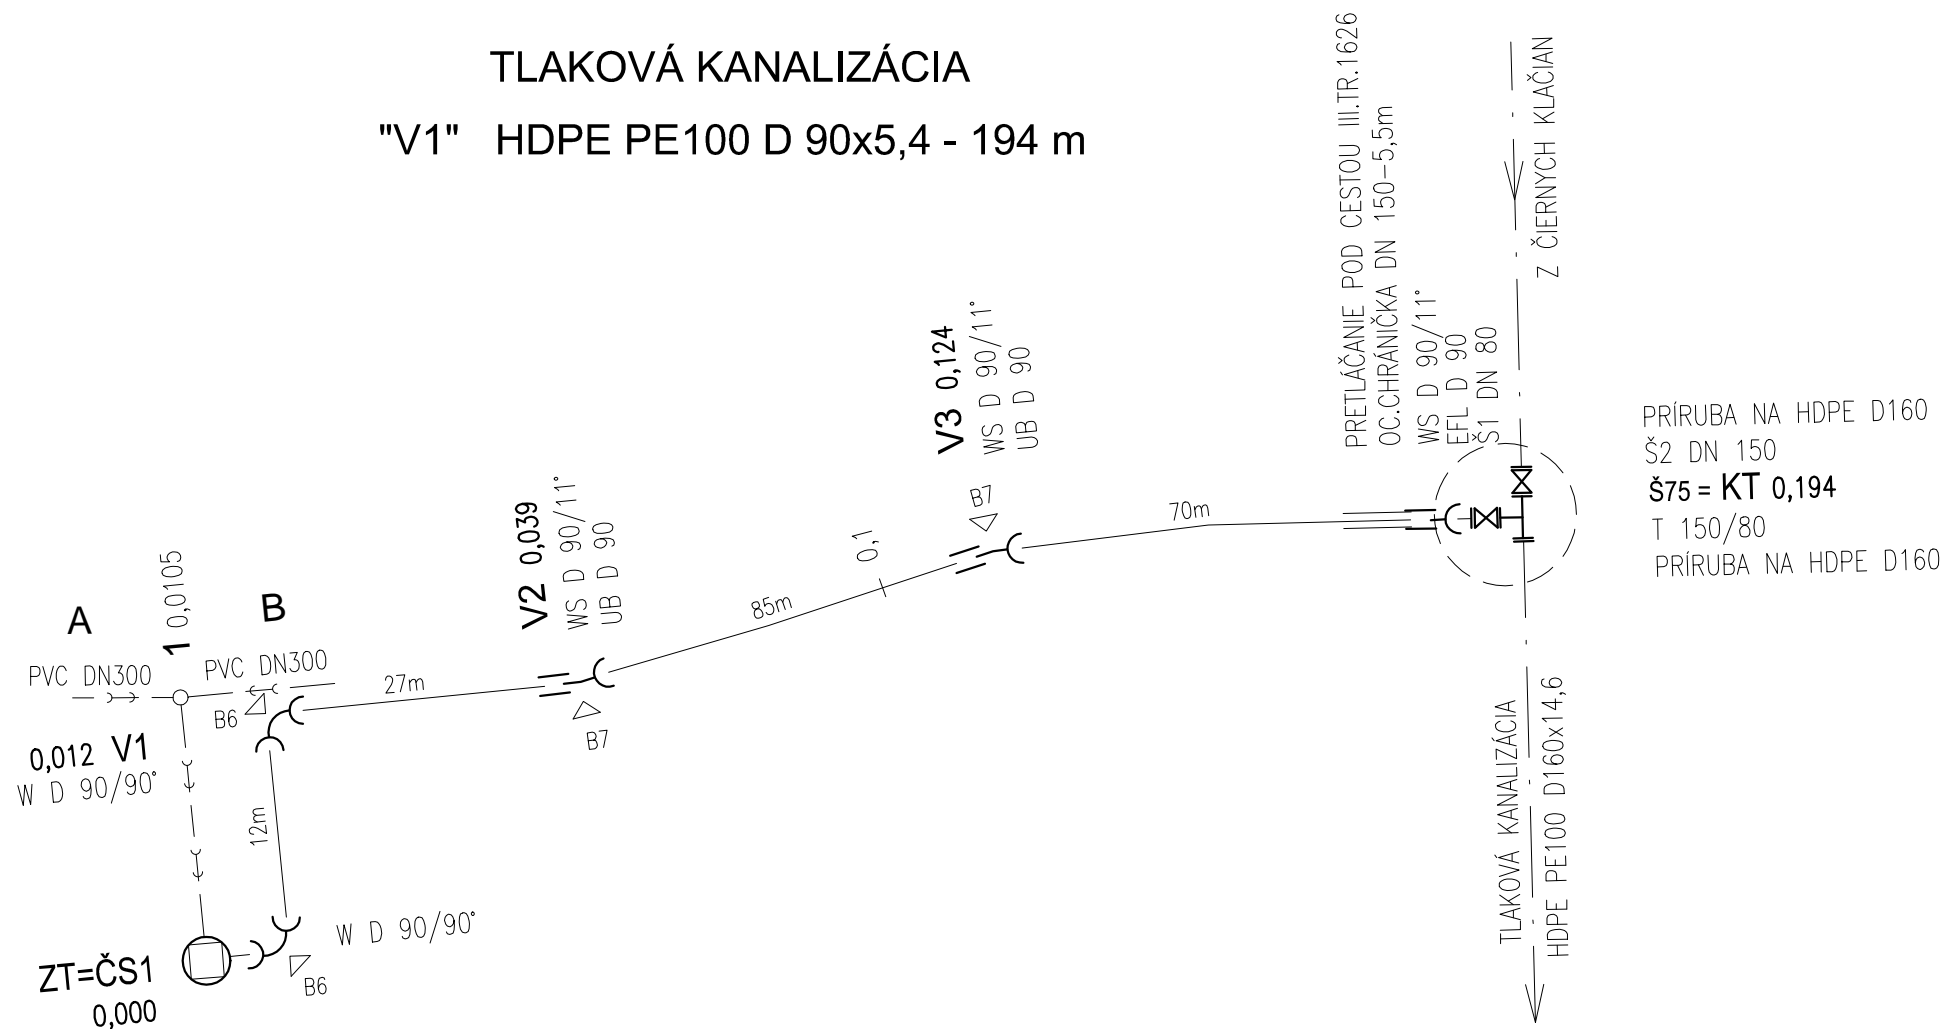 TLAKOVÁ KANALIZÁCIA
"V1" HDPE PE100 D 90x5,4 - 194 m
PRETLÁČANIE POD CESTOU III.TR.1626
OC.CHRÁNIČKA DN 150-5,5m
WS D 90/11°
EFL D 90
Š1 DN 80
Z ČIERNYCH KLAČIAN
V3 0,124
WS D 90/11°
UB D 90
B7
70m
PRÍRUBA NA HDPE D160
Š2 DN 150
Š75 = KT 0,194
T 150/80
PRÍRUBA NA HDPE D160
V2 0,039
WS D 90/11°
UB D 90
B7
0,1
85m
A
1 0,0105
B
PVC DN300
PVC DN300
B6
27m
0,012 V1
W D 90/90°
12m
W D 90/90°
B6
ZT=ČS1
0,000
TLAKOVÁ KANALIZÁCIA
HDPE PE100 D160x14,6